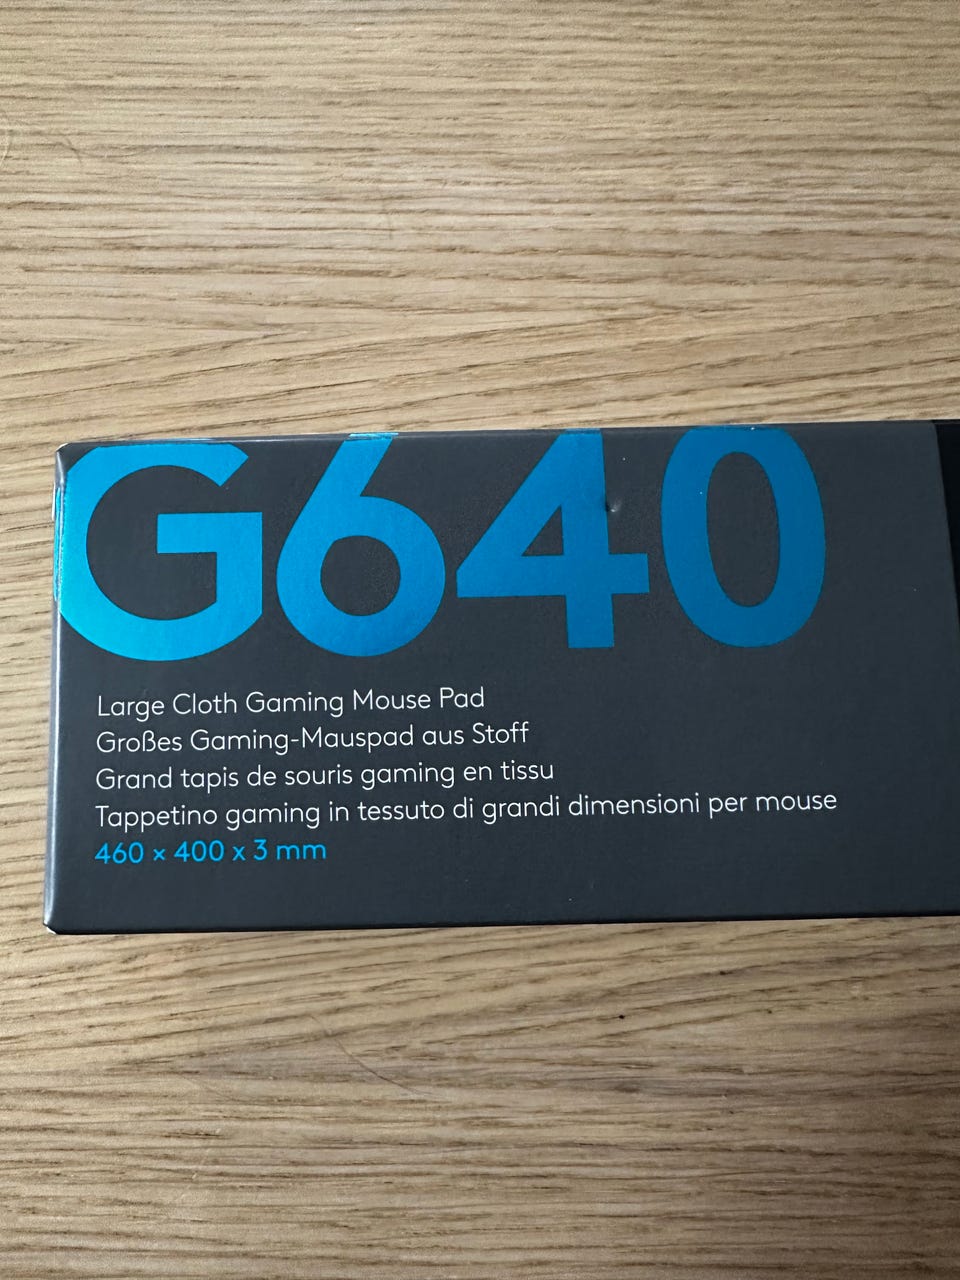 G640
Large Cloth Gaming Mouse Pad
Großes Gaming-Mauspad aus Stoff
Grand tapis de souris gaming en tissu
Tappetino gaming in tessuto di grandi dimensioni per mouse
460 × 400 x 3 mm